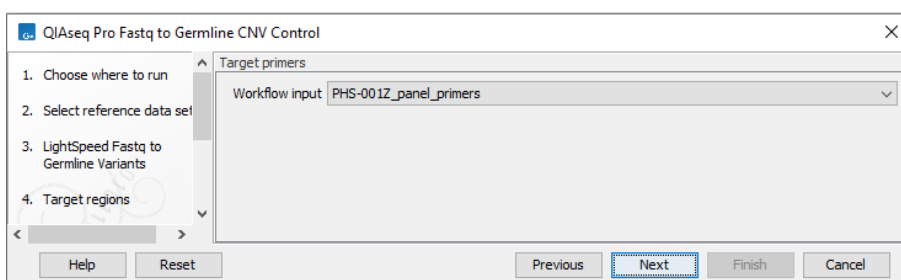 QIAseq Pro Fastq to Germline CNV Control
1. Choose where to run
2. Select reference data set
3. LightSpeed Fastq to
Germline Variants
4. Target regions
Target primers
Workflow input PHS-001Z_panel_primers
Help Reset Previous Next Finish Cancel